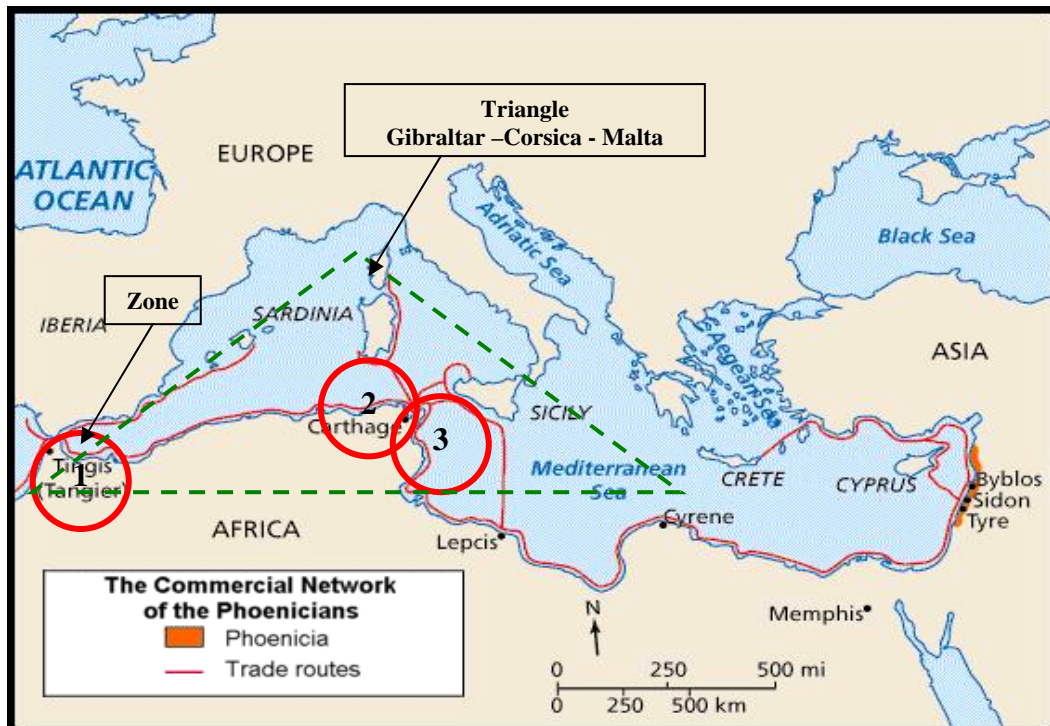 Triangle
Gibraltar –Corsica - Malta
EUROPE
ATLANTIC
OCEAN
Adriatic Sea
Black Sea
Zone
IBERIA
SARDINIA
Aegean Sea
ASIA
2
Carthage
3
SICILY
Tingis
1
(Tangier)
Mediterranean
Sea
CRETE
CYPRUS
Byblos
Sidon
Tyre
AFRICA
Lepcis
Cyrene
The Commercial Network
of the Phoenicians
Phoenicia
Trade routes
N
Memphis
0 250 500 mi
0 250 500 km